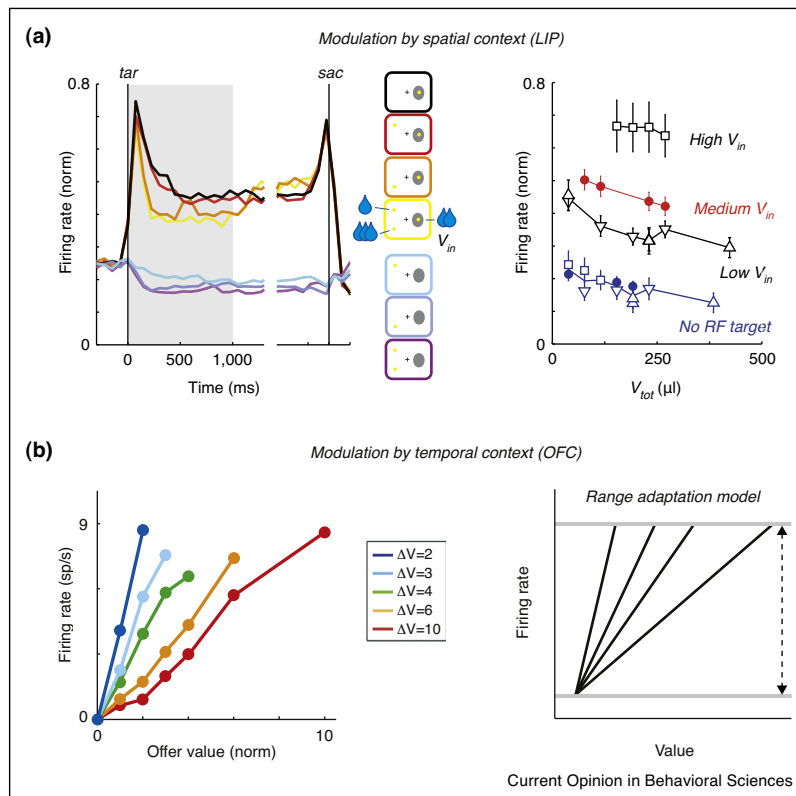 (a)
Modulation by spatial context (LIP)
tar
sac
0.8
Firing rate (norm)
0
0
500
1,000
Time (ms)
+
+
+
+
V_in
+
+
+
0.8
Firing rate (norm)
0
High V_in
Medium V_in
Low V_in
No RF target
0
250
500
V_tot (µl)
(b)
Modulation by temporal context (OFC)
9
Firing rate (sp/s)
0
0
10
Offer value (norm)
ΔV=2
ΔV=3
ΔV=4
ΔV=6
ΔV=10
Range adaptation model
Firing rate
Value
Current Opinion in Behavioral Sciences